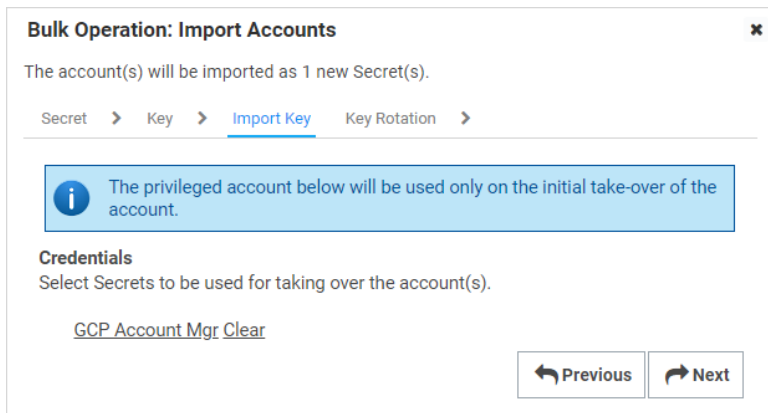 Bulk Operation: Import Accounts
The account(s) will be imported as 1 new Secret(s).
Secret > Key > Import Key Key Rotation >
The privileged account below will be used only on the initial take-over of the
account.
Credentials
Select Secrets to be used for taking over the account(s).
GCP Account Mgr Clear
Previous Next